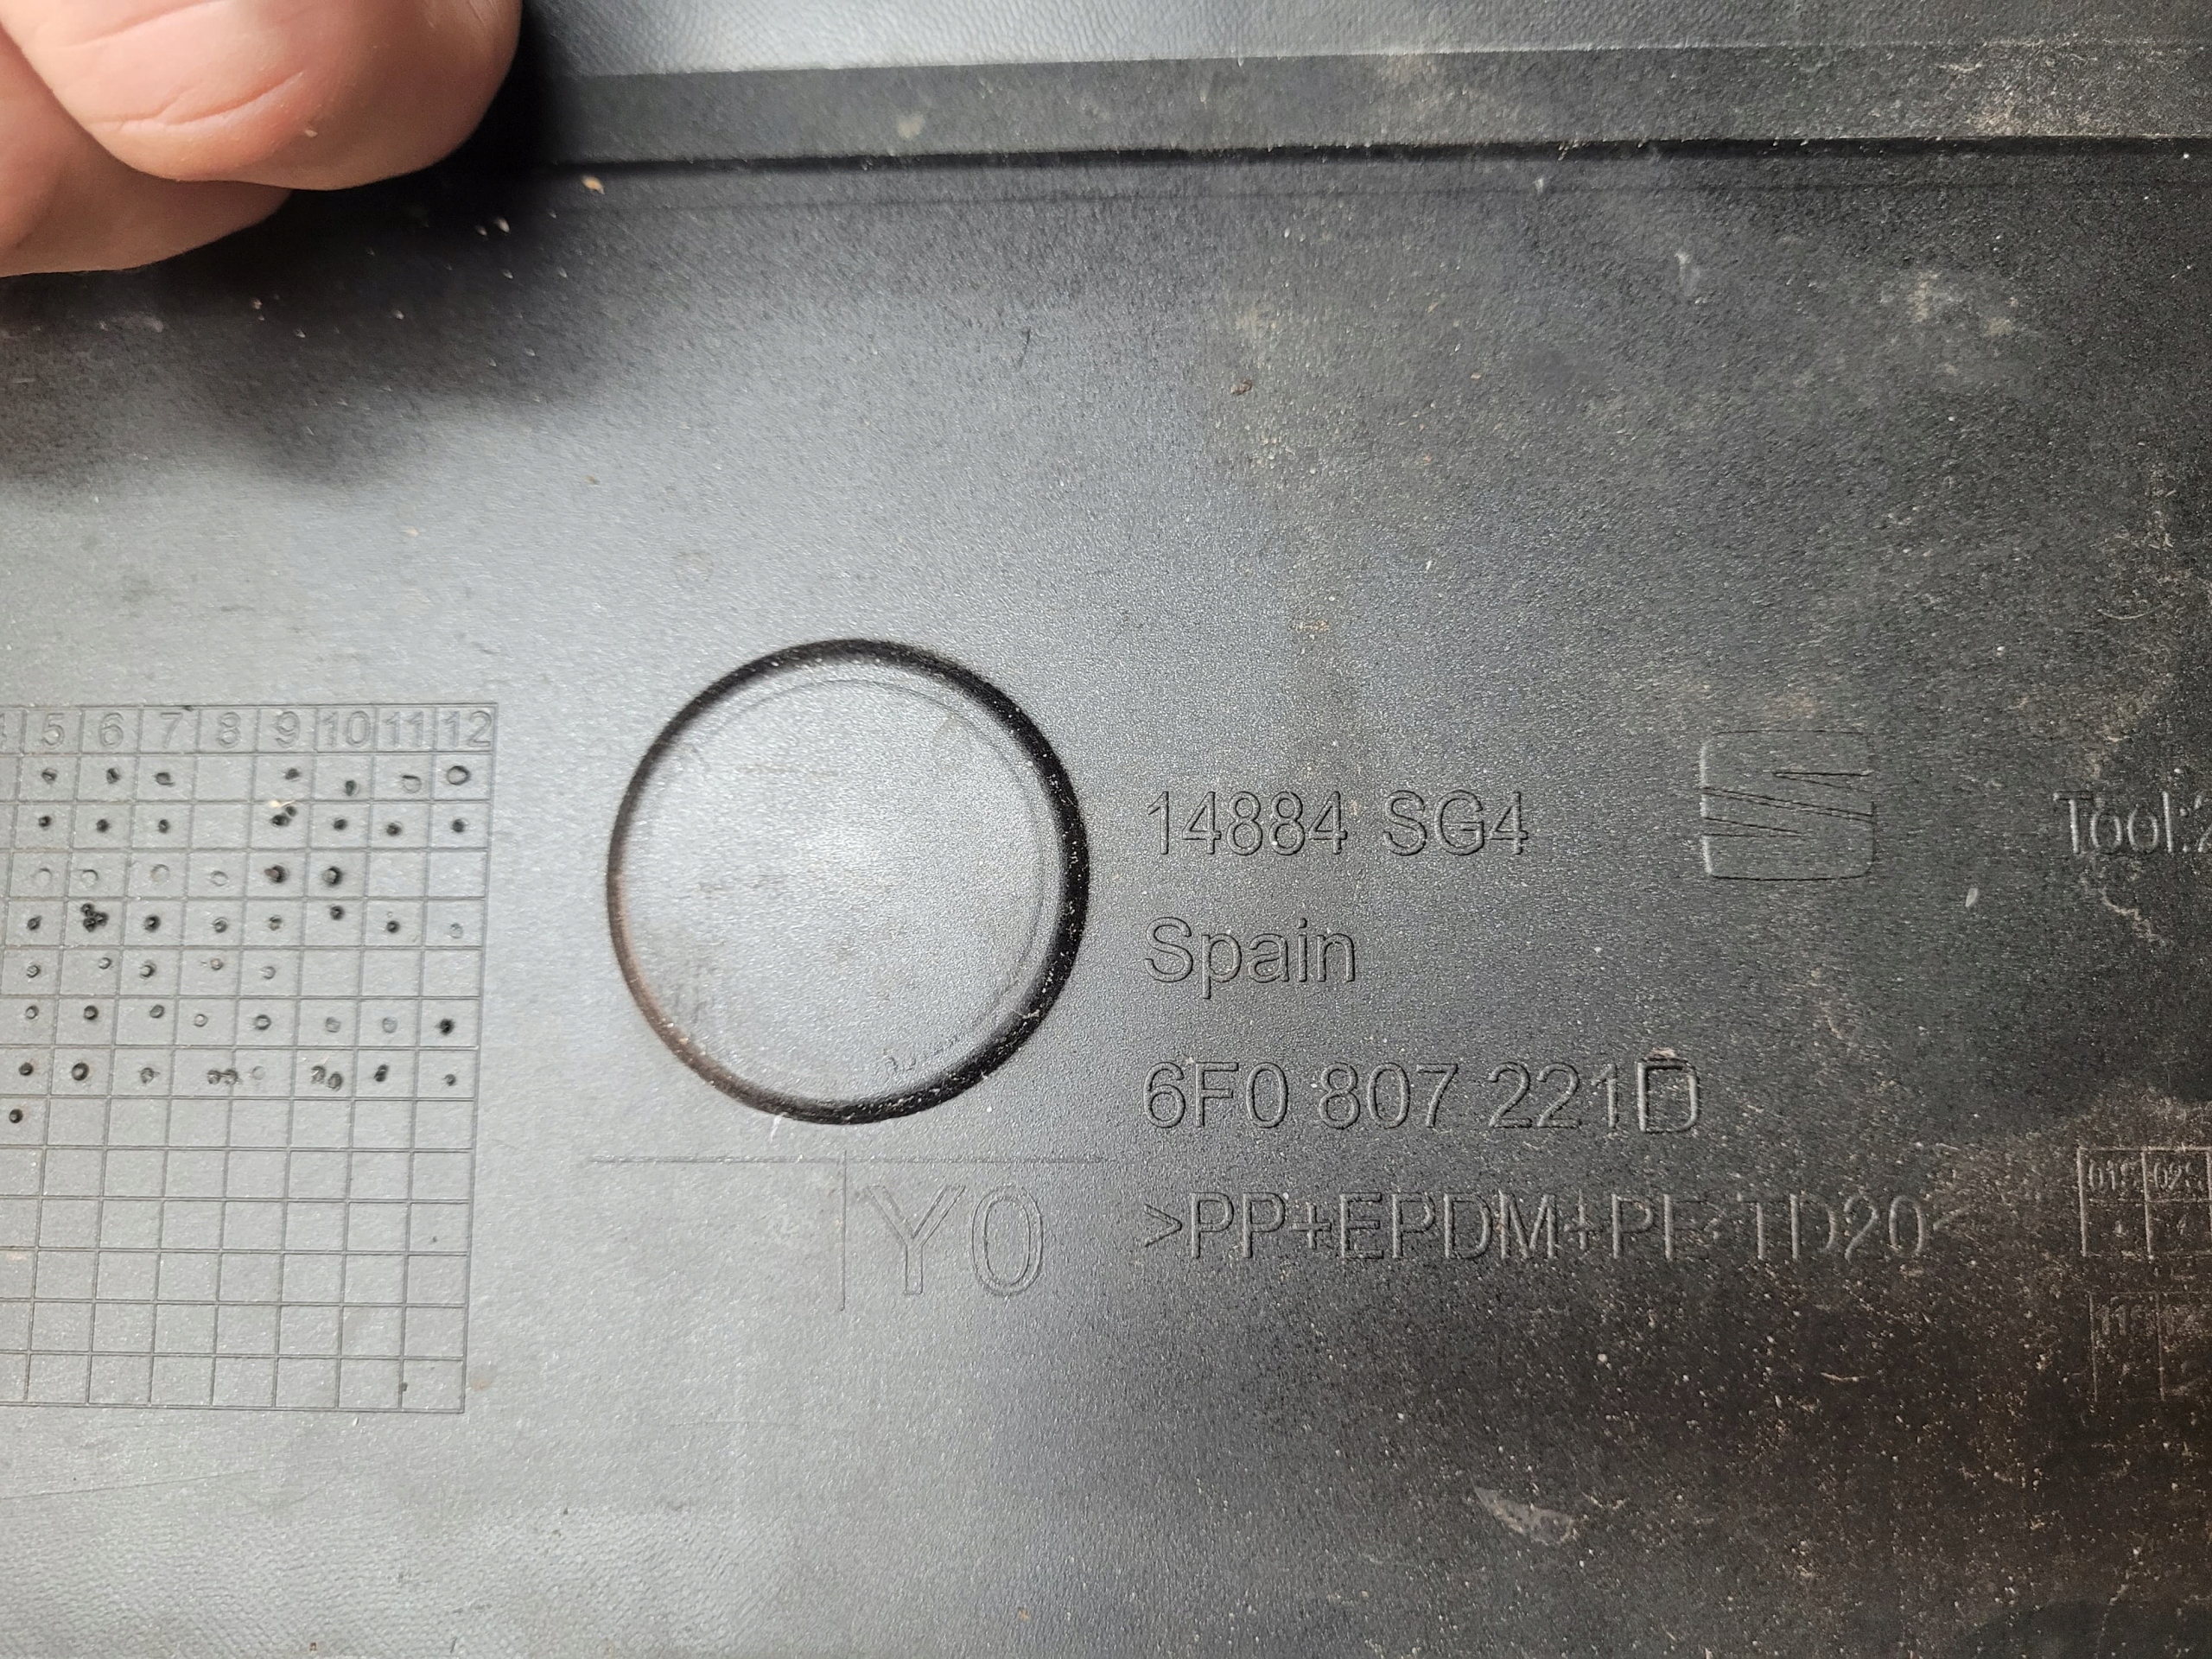 5 6 7 8 9 10 11 12
14884 SG4
Tool:
Spain
6F0 807 221D
>PP+EPDM+PE-TD20<
Y0